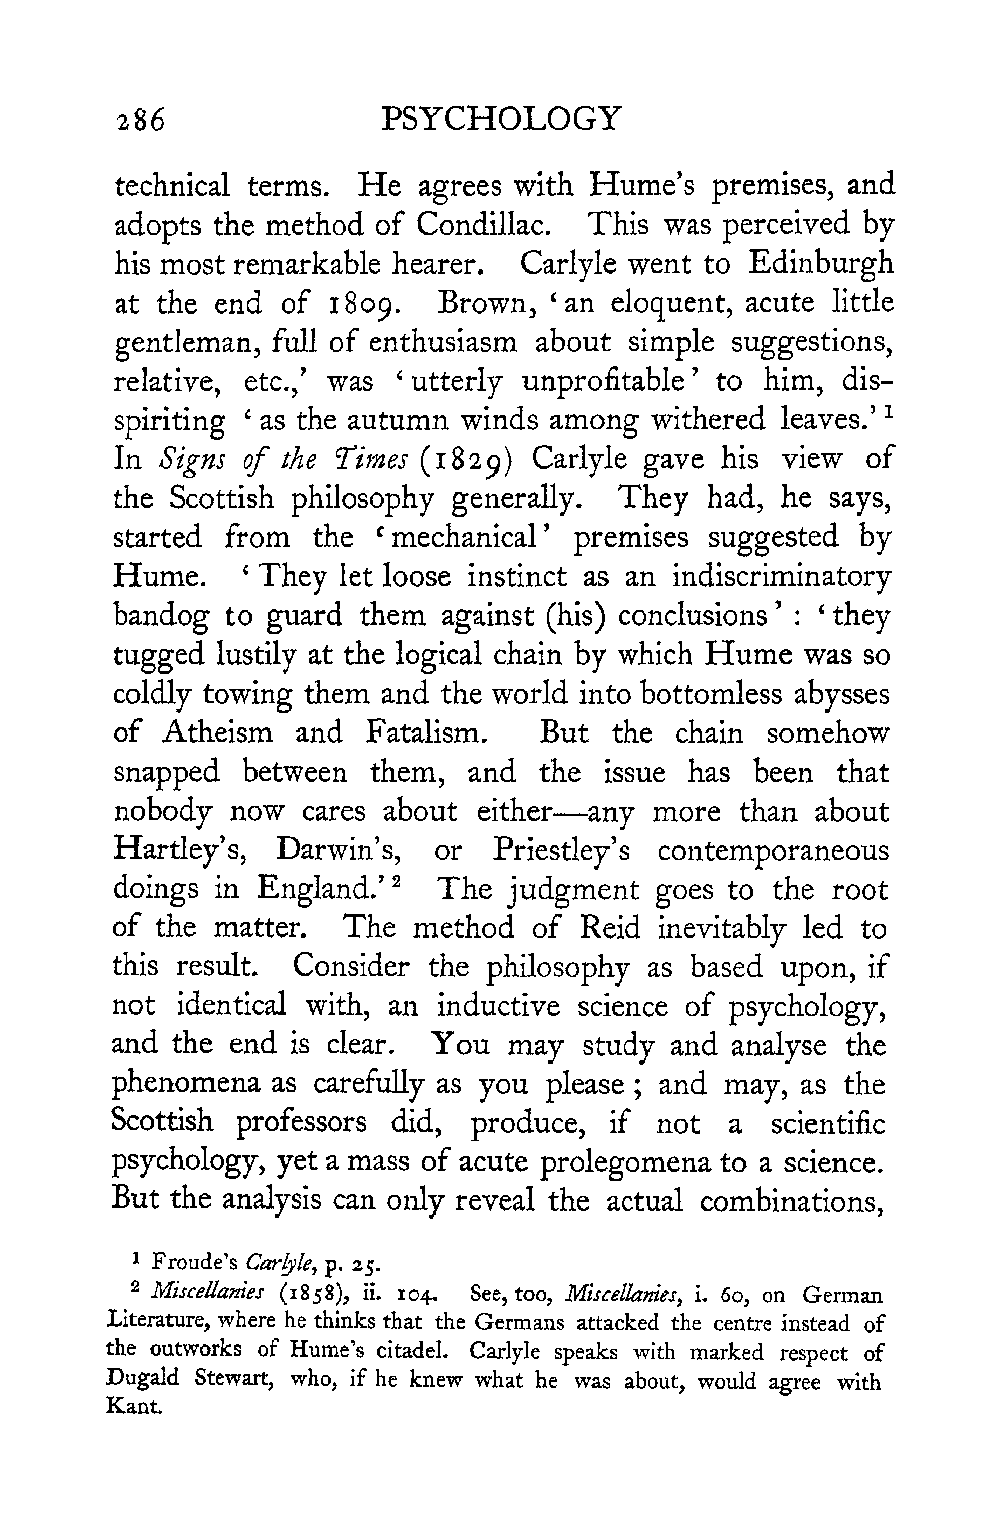 286 PSYCHOLOGY
technical terms. He agrees with Hume's premises, and
adopts the method of Condillac. This was perceived by
his most remarkable hearer. Carlyle went to Edinburgh
at the end of 1809. Brown, ‘an eloquent, acute little
gentleman, full of enthusiasm about simple suggestions,
relative, etc.,’ was ‘utterly unprofitable’ to him, dis-
spiriting ‘as the autumn winds among withered leaves.’ ¹
In Signs of the Times (1829) Carlyle gave his view of
the Scottish philosophy generally. They had, he says,
started from the ‘mechanical’ premises suggested by
Hume. ‘They let loose instinct as an indiscriminatory
bandog to guard them against (his) conclusions’ : ‘they
tugged lustily at the logical chain by which Hume was so
coldly towing them and the world into bottomless abysses
of Atheism and Fatalism. But the chain somehow
snapped between them, and the issue has been that
nobody now cares about either—any more than about
Hartley's, Darwin's, or Priestley's contemporaneous
doings in England.’ ² The judgment goes to the root
of the matter. The method of Reid inevitably led to
this result. Consider the philosophy as based upon, if
not identical with, an inductive science of psychology,
and the end is clear. You may study and analyse the
phenomena as carefully as you please ; and may, as the
Scottish professors did, produce, if not a scientific
psychology, yet a mass of acute prolegomena to a science.
But the analysis can only reveal the actual combinations,
¹ Froude's Carlyle, p. 25.
² Miscellanies (1858), ii. 104. See, too, Miscellanies, i. 60, on German
Literature, where he thinks that the Germans attacked the centre instead of
the outworks of Hume's citadel. Carlyle speaks with marked respect of
Dugald Stewart, who, if he knew what he was about, would agree with
Kant.